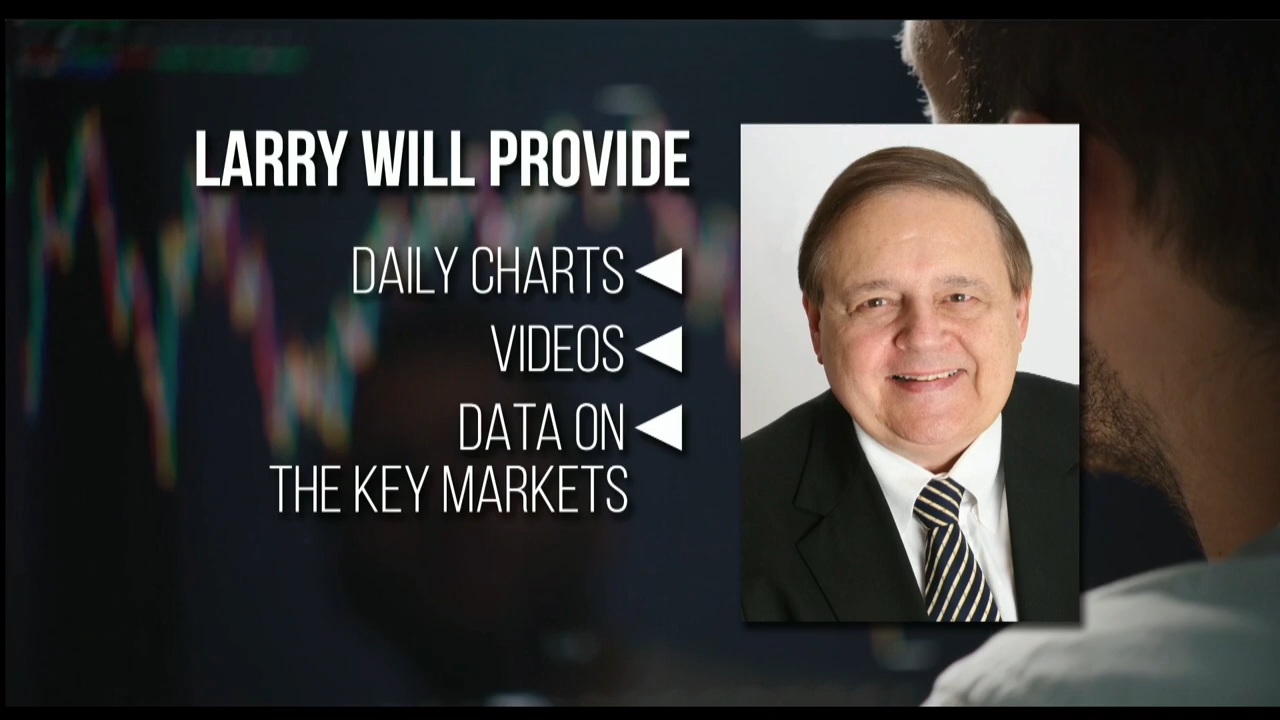 LARRY WILL PROVIDE
DAILY CHARTS
VIDEOS
DATA ON
THE KEY MARKETS